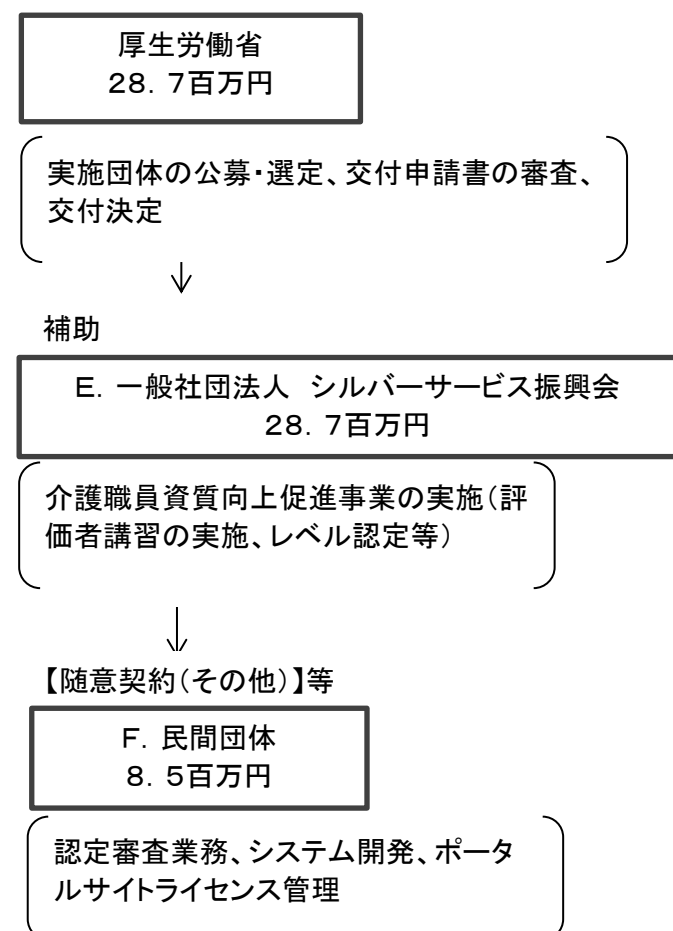 厚生労働省
28．7百万円
実施団体の公募・選定、交付申請書の審査、
交付決定
補助
E．一般社団法人　シルバーサービス振興会
28．7百万円
介護職員資質向上促進事業の実施（評
価者講習の実施、レベル認定等）
【随意契約（その他）】等
F．民間団体
8．5百万円
認定審査業務、システム開発、ポータ
ルサイトライセンス管理